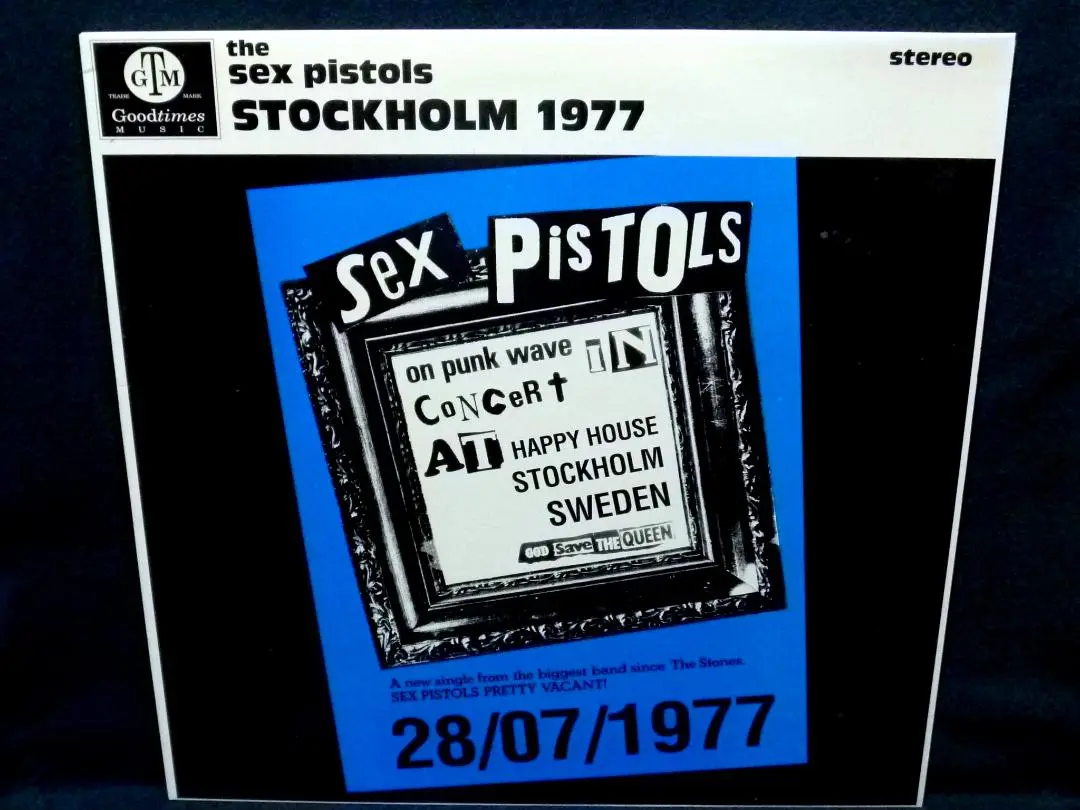 the
sex pistols
STOCKHOLM 1977
stereo
GTM
TRADE MARK
Goodtimes
MUSIC
Sex PiSTOLS
on punk wave iN
CoNCeRt
AT HAPPY HOUSE
STOCKHOLM
SWEDEN
GOD Save THE QUEEN
A new single from the biggest band since The Stones.
SEX PISTOLS PRETTY VACANT!
28/07/1977